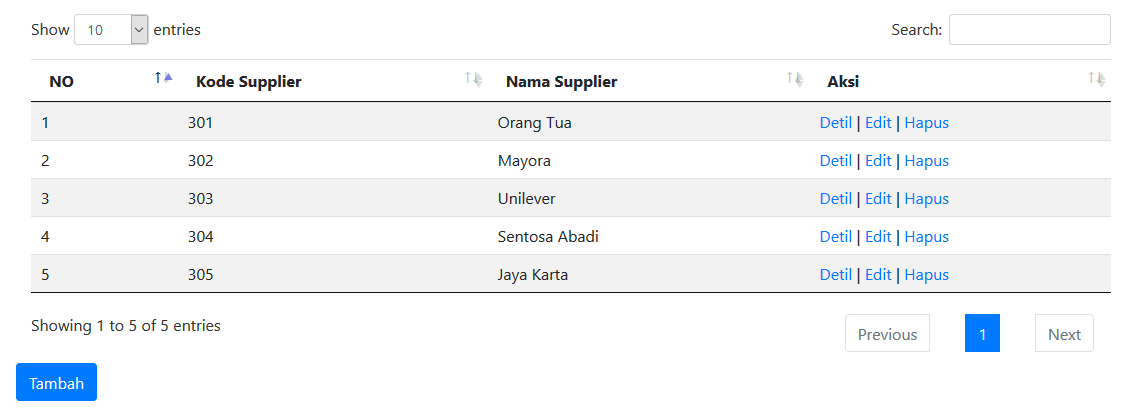 Show 10 entries Search:
NO Kode Supplier Nama Supplier Aksi
1 301 Orang Tua Detil | Edit | Hapus
2 302 Mayora Detil | Edit | Hapus
3 303 Unilever Detil | Edit | Hapus
4 304 Sentosa Abadi Detil | Edit | Hapus
5 305 Jaya Karta Detil | Edit | Hapus
Showing 1 to 5 of 5 entries Previous 1 Next
Tambah